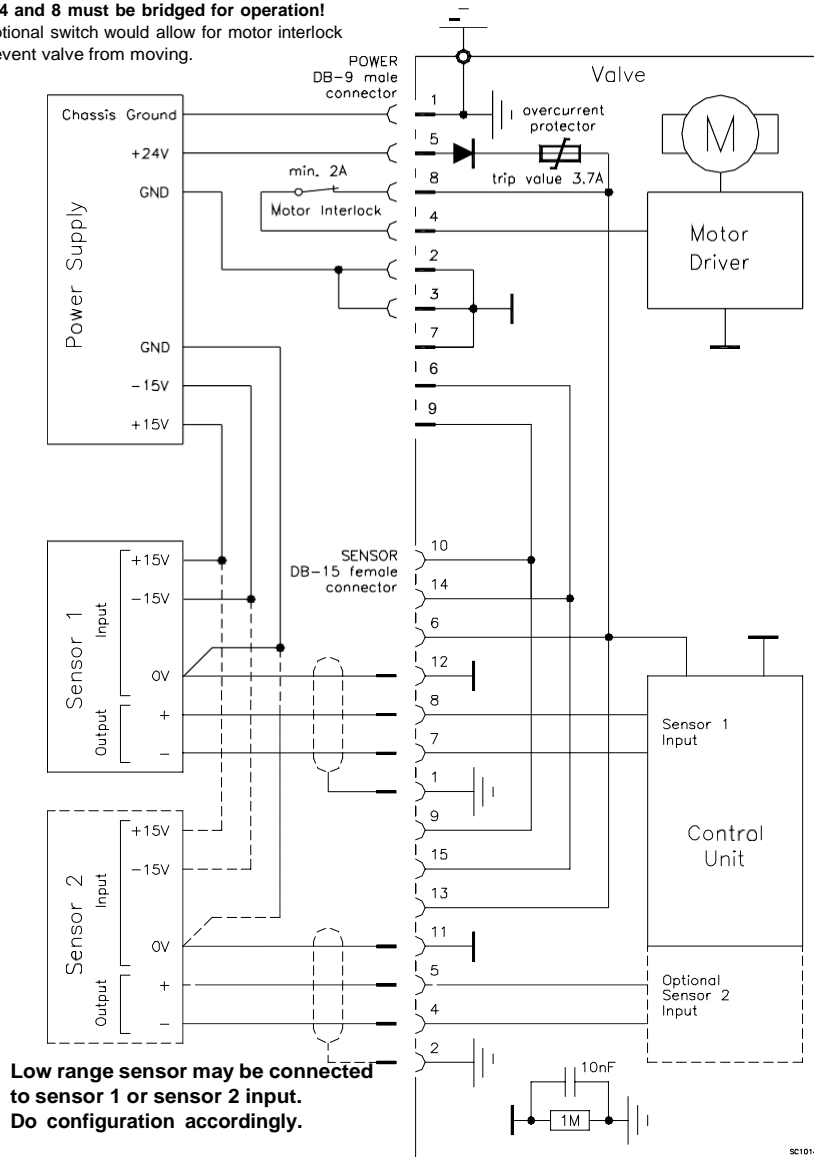 4 and 8 must be bridged for operation!
ptional switch would allow for motor interlock
event valve from moving.
POWER
DB-9 male
connector
Valve
Chassis Ground
+24V
GND
GND
-15V
+15V
Power Supply
min. 2A
Motor Interlock
1
5
8
4
2
3
7
6
9
overcurrent
protector
trip value 3.7A
M
Motor
Driver
SENSOR
DB-15 female
connector
10
14
6
12
8
7
1
9
15
13
11
5
4
2
Sensor 1
Input
+15V
-15V
0V
Output
+
-
Sensor 2
Input
+15V
-15V
0V
Output
+
-
Sensor 1
Input
Control
Unit
Optional
Sensor 2
Input
10nF
1M
Low range sensor may be connected
to sensor 1 or sensor 2 input.
Do configuration accordingly.